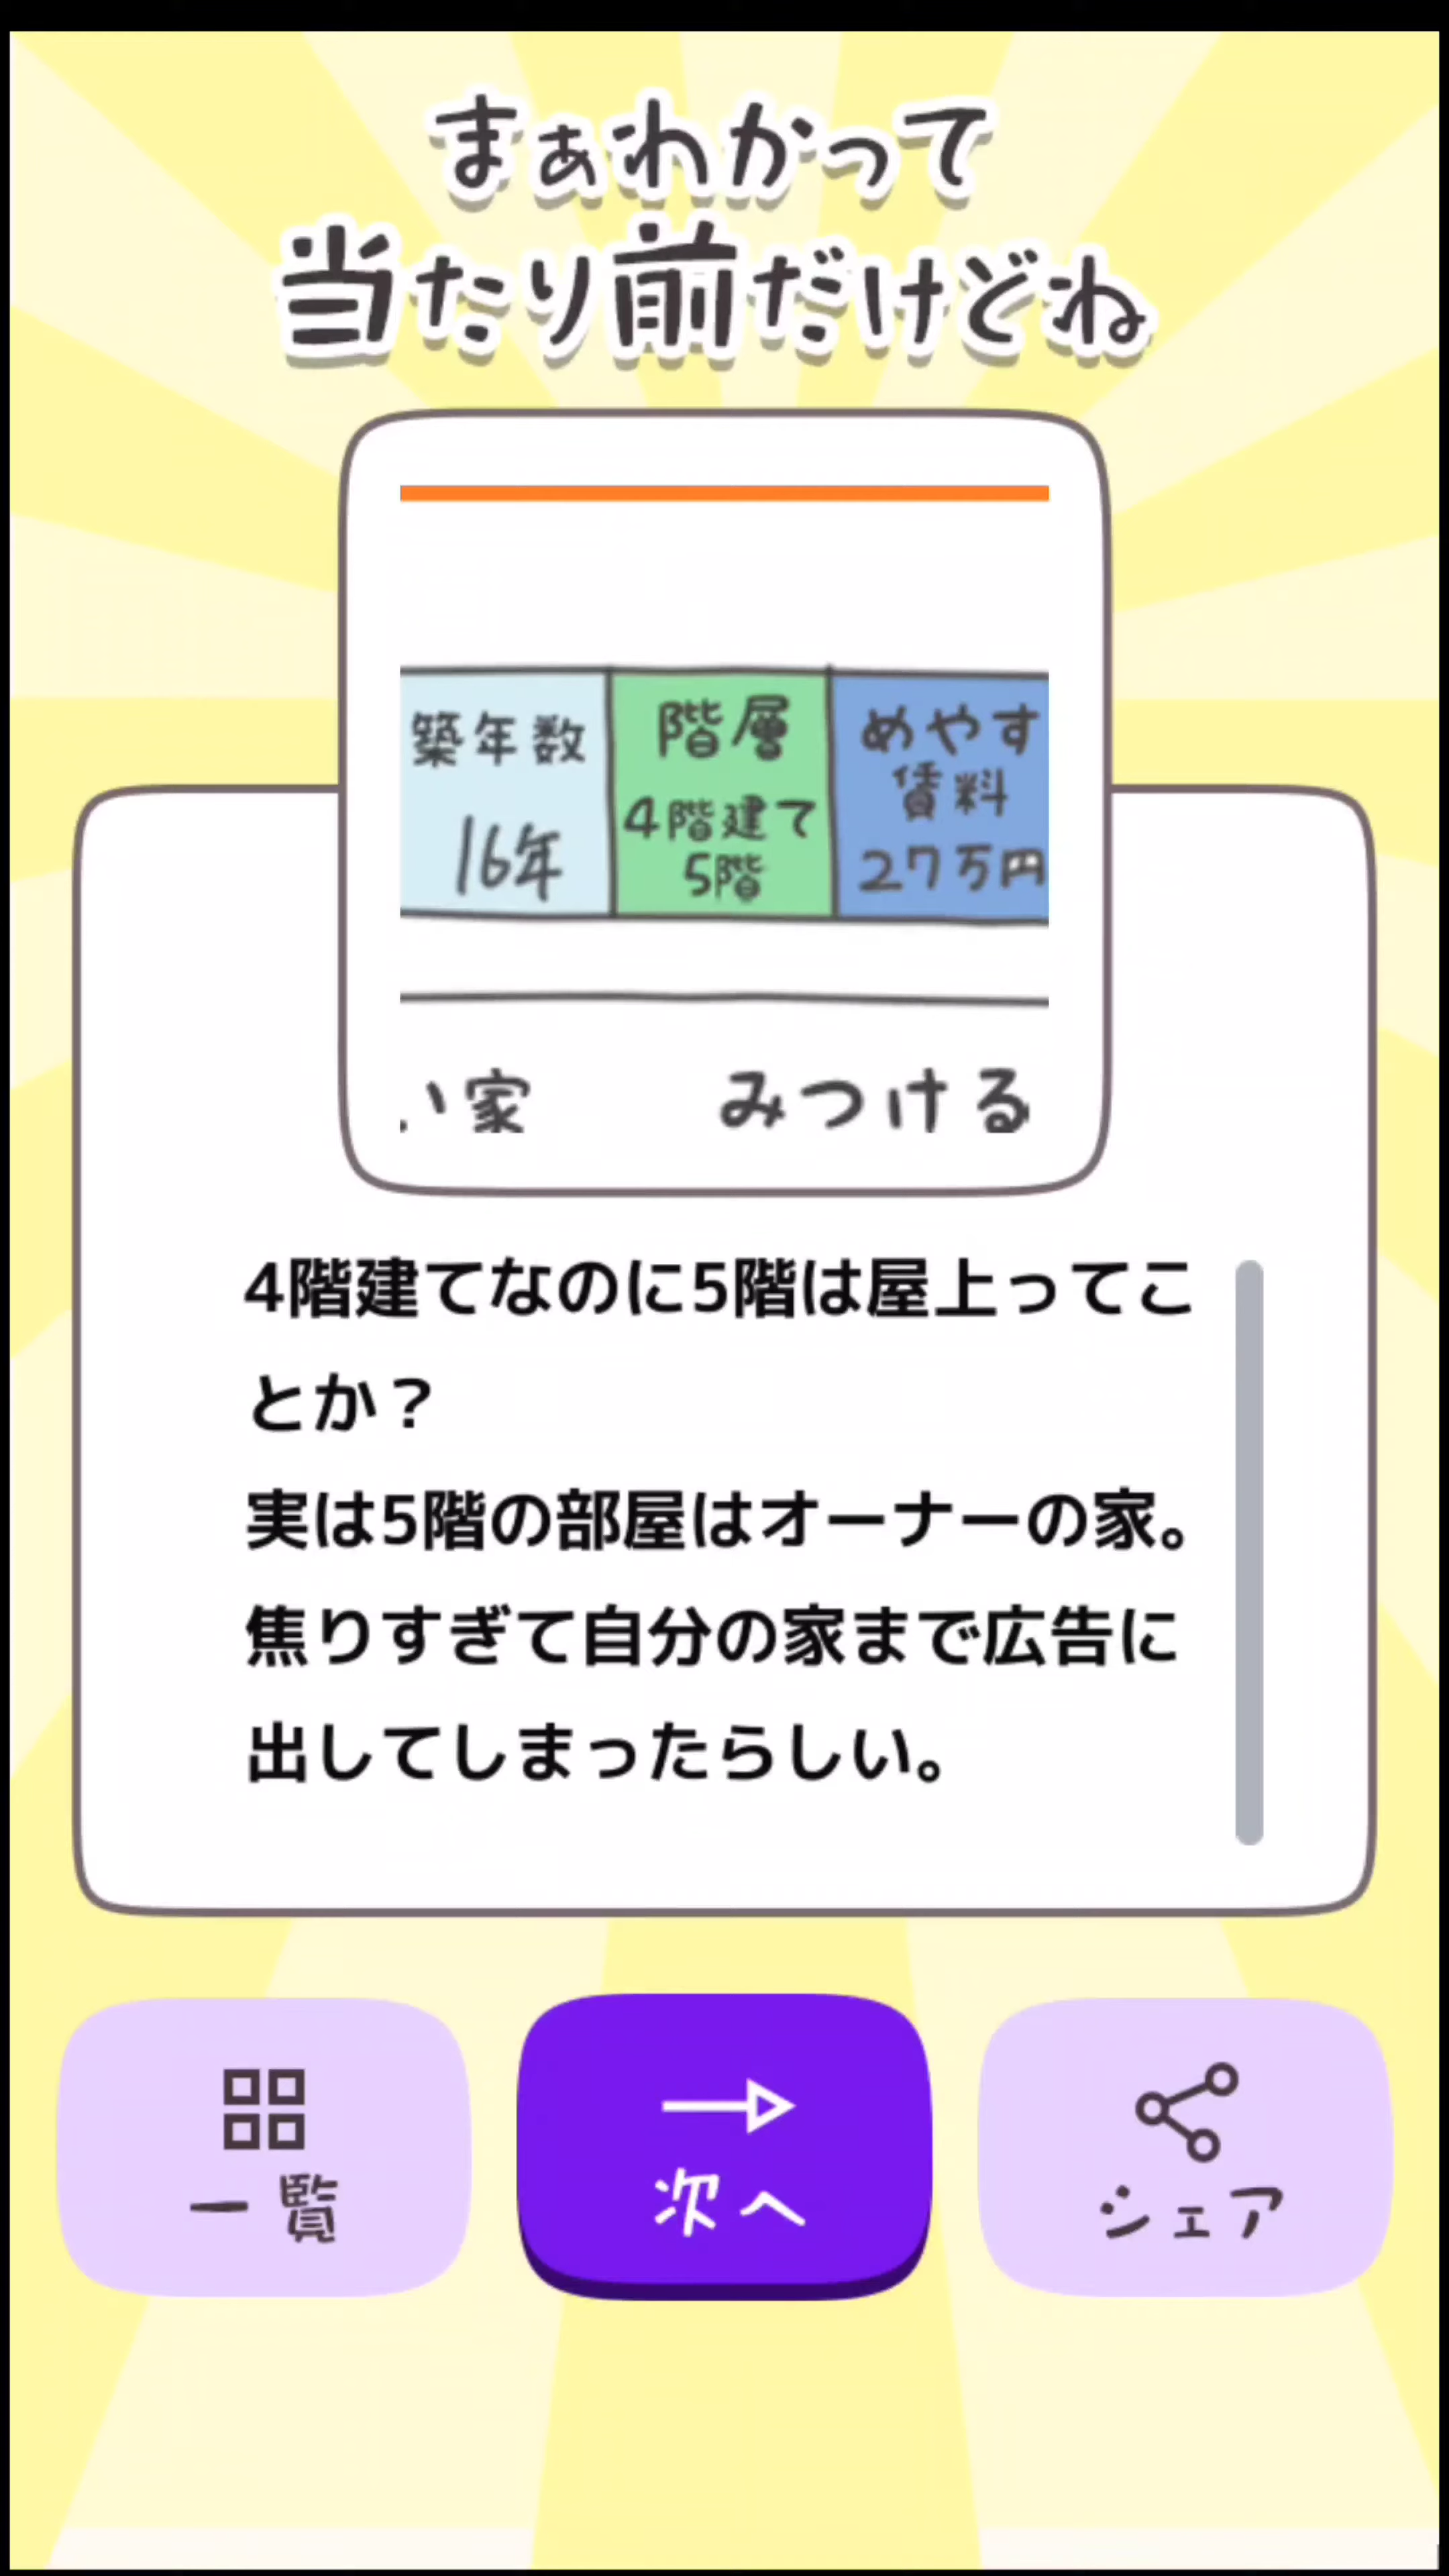 まぁわかって
当たり前だけどね
築年数
16年
階層
4階建て
5階
めやす
賃料
27万円
い家
みつける
4階建てなのに5階は屋上ってこ
とか？
実は5階の部屋はオーナーの家。
焦りすぎて自分の家まで広告に
出してしまったらしい。
一覧
次へ
シェア